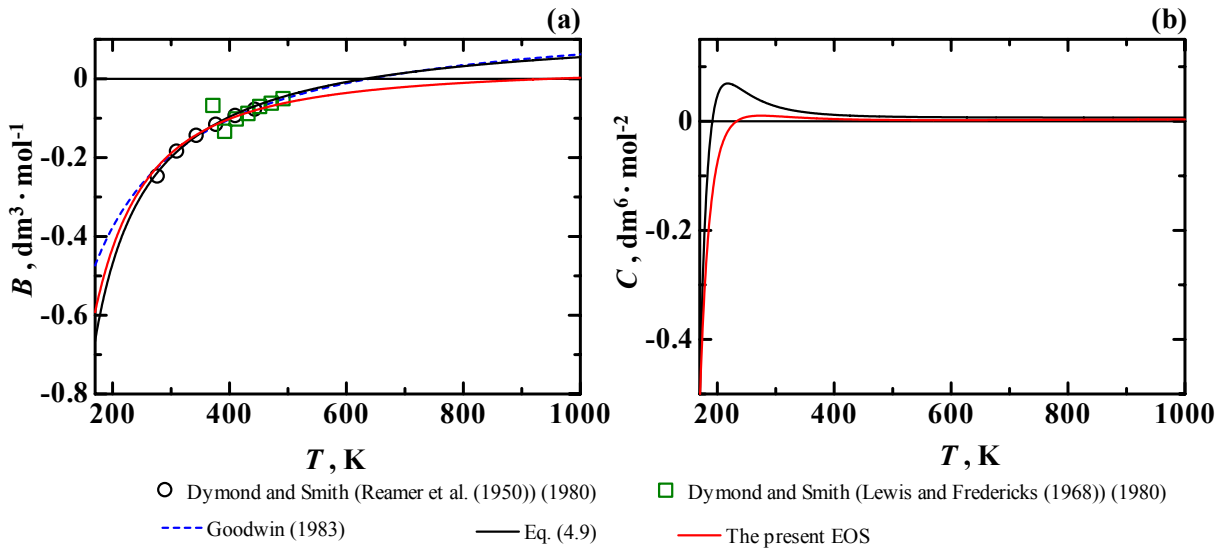 (a)
(b)
0
-0.2
-0.4
-0.6
-0.8
B , dm³ · mol⁻¹
200 400 600 800 1000
T , K
0
-0.2
-0.4
C , dm⁶ · mol⁻²
200 400 600 800 1000
T , K
Dymond and Smith (Reamer et al. (1950)) (1980)
Dymond and Smith (Lewis and Fredericks (1968)) (1980)
Goodwin (1983)
Eq. (4.9)
The present EOS